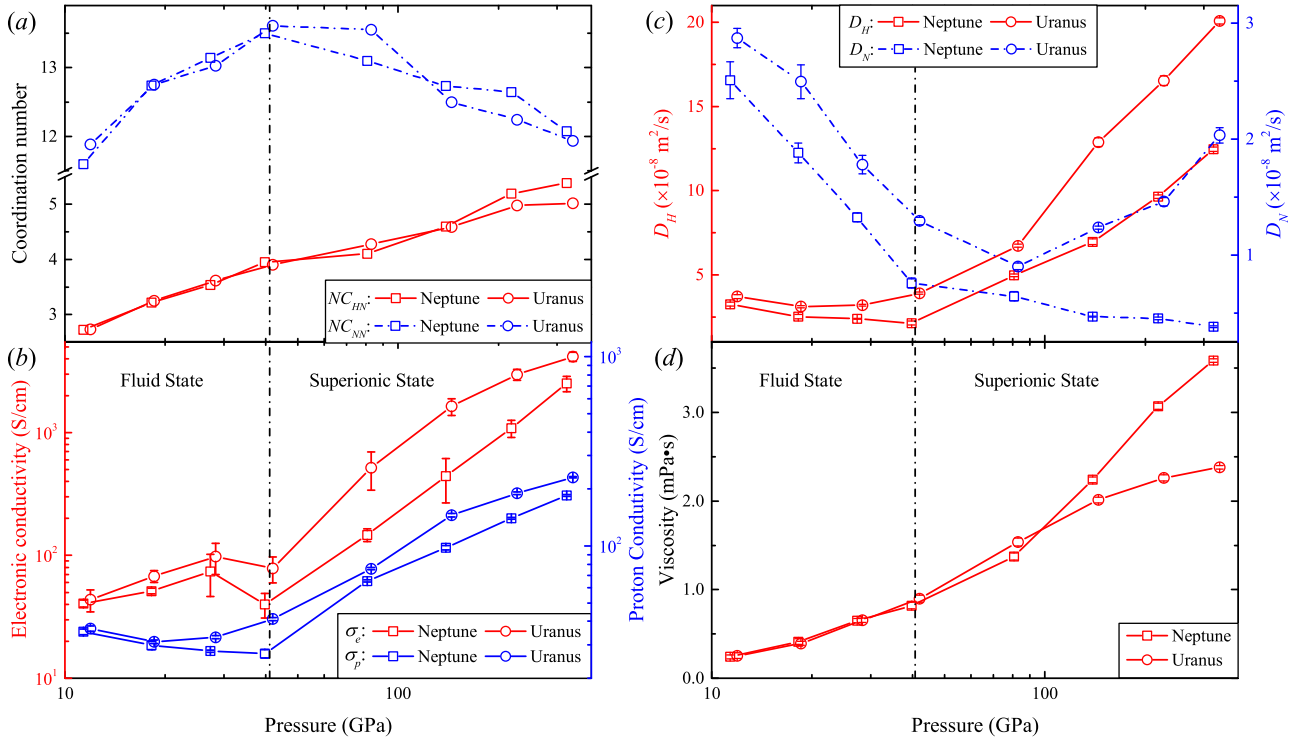 (a)
13
12
5
4
3
Coordination number
NC_HN: Neptune Uranus
NC_NN: Neptune Uranus
(b)
Fluid State Superionic State
10^3
10^2
10^1
Electronic conductivity (S/cm)
10^3
10^2
Proton Condutivity (S/cm)
σ_e: Neptune Uranus
σ_p: Neptune Uranus
10 100
Pressure (GPa)
(c)
D_H: Neptune Uranus
D_N: Neptune Uranus
20
15
10
5
D_H (×10^-8 m^2/s)
3
2
1
D_N (×10^-8 m^2/s)
(d)
Fluid State Superionic State
3.0
2.0
1.0
0.0
Viscosity (mPa•s)
Neptune
Uranus
10 100
Pressure (GPa)